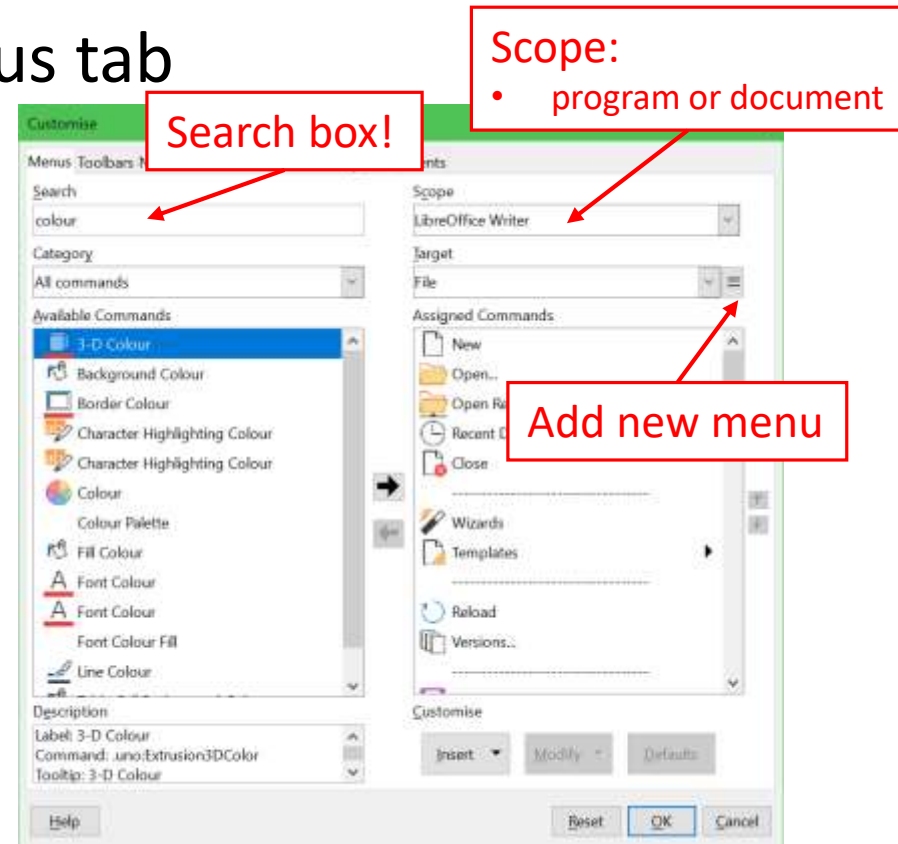 us tab
Scope:
• program or document
Search box!
Customise
Menus Toolbars
Search
colour
Category
All commands
Available Commands
3-D Colour
Background Colour
Border Colour
Character Highlighting Colour
Character Highlighting Colour
Colour
Colour Palette
Fill Colour
Font Colour
Font Colour
Font Colour Fill
Line Colour
Description
Label: 3-D Colour
Command: .uno:Extrusion3DColor
Tooltip: 3-D Colour
Help
Scope
LibreOffice Writer
Target
File
Assigned Commands
New
Open...
Open Re
Recent D
Close
Add new menu
Wizards
Templates
Reload
Versions...
Customise
Insert
Modify
Defaults
Reset
OK
Cancel